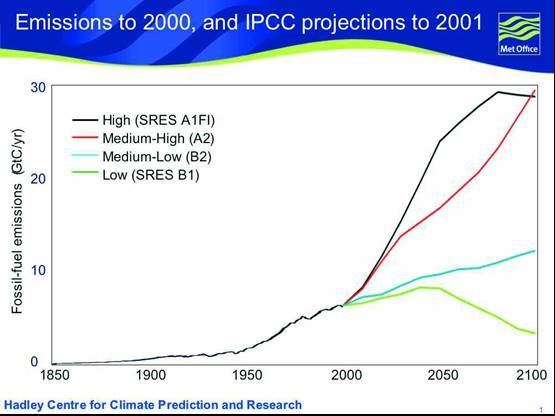 Emissions to 2000, and IPCC projections to 2001
Met Office
30
20
10
0
Fossil-fuel emissions (GtC/yr)
High (SRES A1FI)
Medium-High (A2)
Medium-Low (B2)
Low (SRES B1)
1850 1900 1950 2000 2050 2100
Hadley Centre for Climate Prediction and Research
1